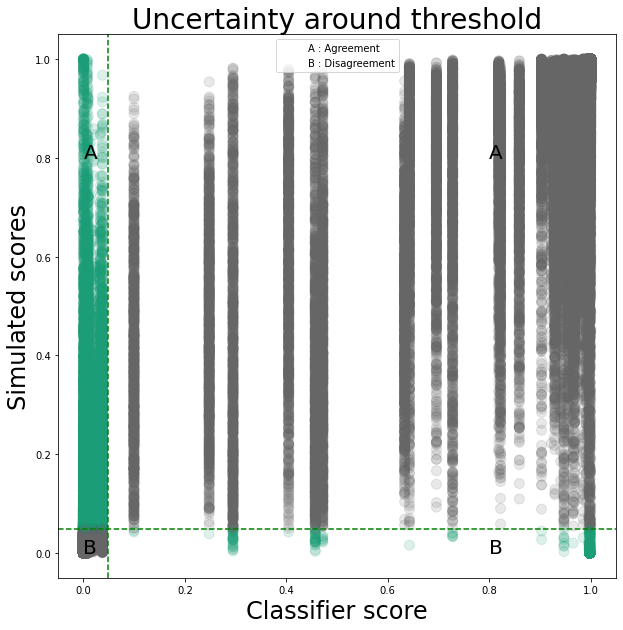 Uncertainty around threshold
A : Agreement
B : Disagreement
1.0
0.8
0.6
0.4
0.2
0.0
Simulated scores
A
A
B
B
0.0
0.2
0.4
0.6
0.8
1.0
Classifier score